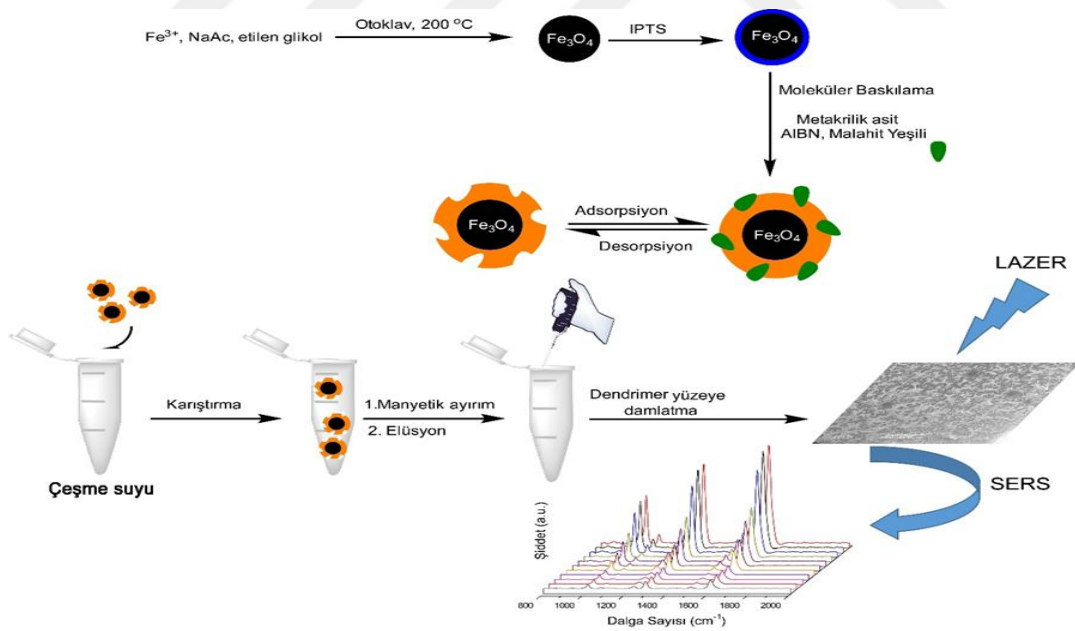 Fe³⁺, NaAc, etilen glikol
Otoklav, 200 °C
Fe₃O₄
IPTS
Fe₃O₄
Moleküler Baskılama
Metakrilik asit
AIBN, Malahit Yeşili
Fe₃O₄
Adsorpsiyon
Desorpsiyon
Fe₃O₄
LAZER
Karıştırma
1.Manyetik ayırım
2. Elüsyon
Dendrimer yüzeye
damlatma
Çeşme suyu
SERS
Şiddet (a.u.)
800 1000 1200 1400 1600 1800 2000
Dalga Sayısı (cm⁻¹)